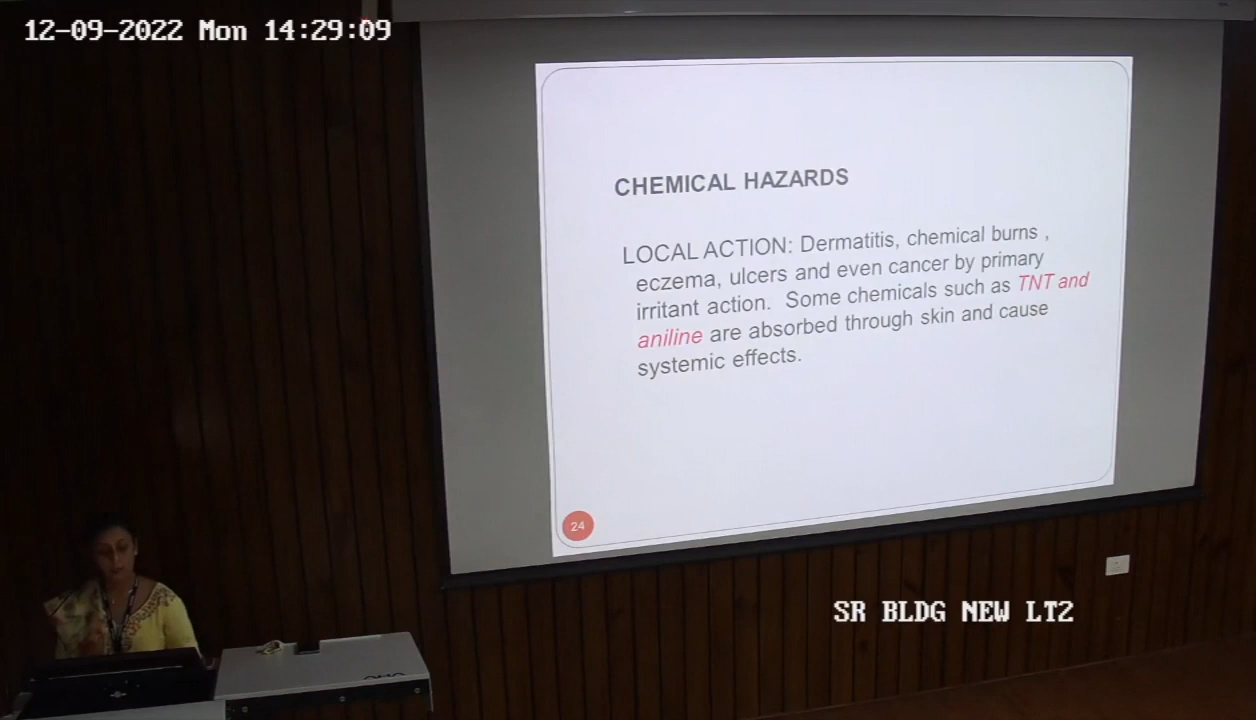 12-09-2022 Mon 14:29:09
CHEMICAL HAZARDS
LOCAL ACTION: Dermatitis, chemical burns ,
eczema, ulcers and even cancer by primary
irritant action. Some chemicals such as TNT and
aniline are absorbed through skin and cause
systemic effects.
24
SR BLDG NEW LT2